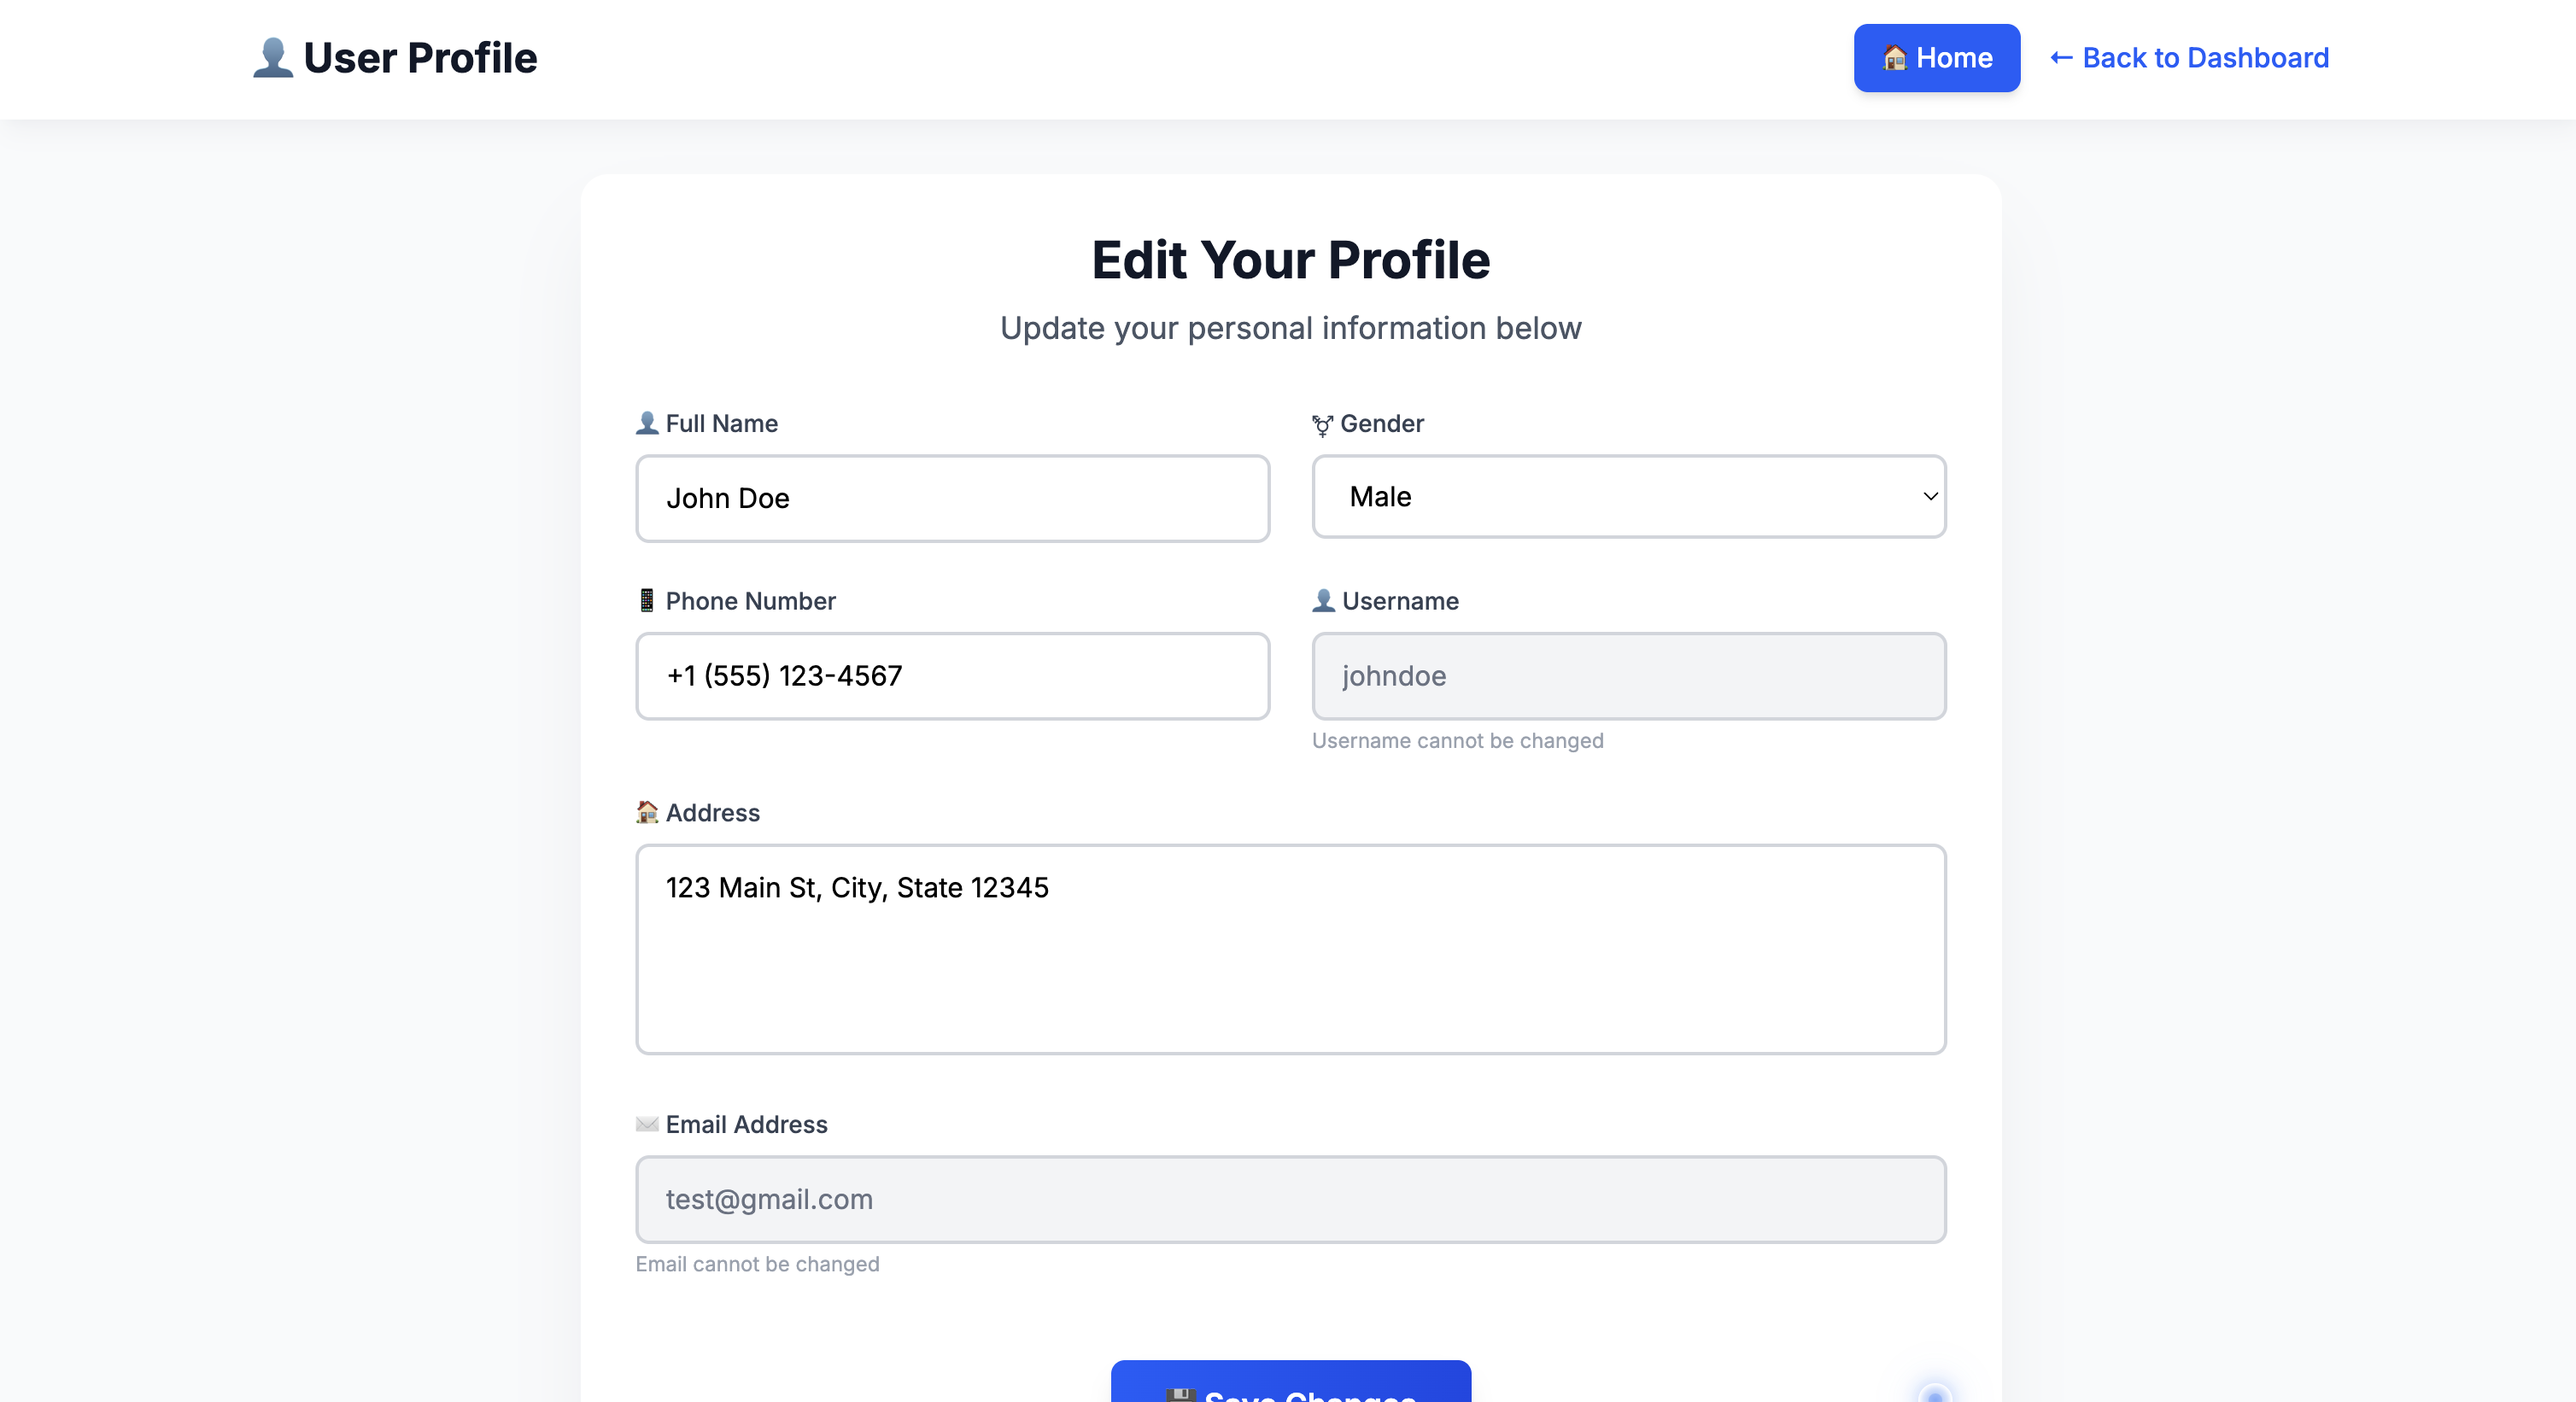 User Profile
Home
← Back to Dashboard
Edit Your Profile
Update your personal information below
Full Name
Gender
John Doe
Male
Phone Number
Username
+1 (555) 123-4567
johndoe
Username cannot be changed
Address
123 Main St, City, State 12345
Email Address
test@gmail.com
Email cannot be changed
Save Changes